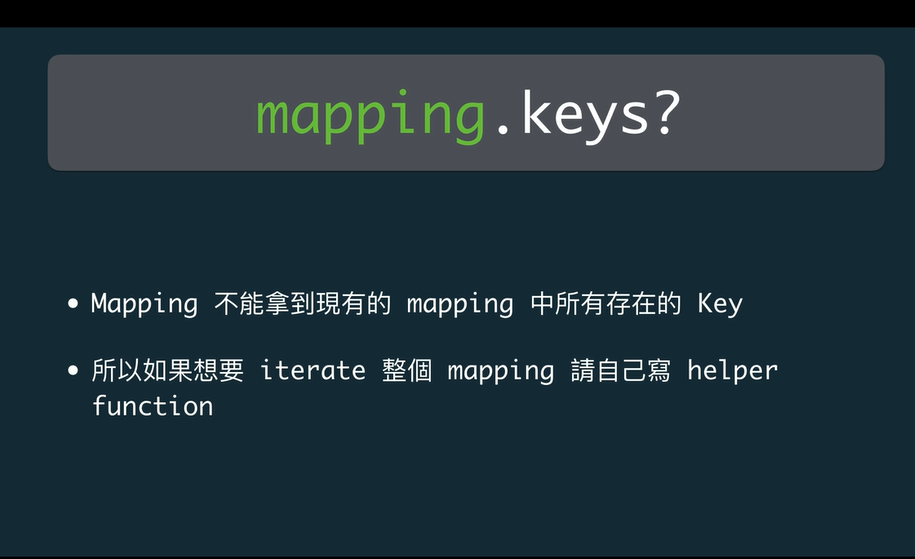 mapping.keys?
• Mapping 不能拿到現有的 mapping 中所有存在的 Key
• 所以如果想要 iterate 整個 mapping 請自己寫 helper
function